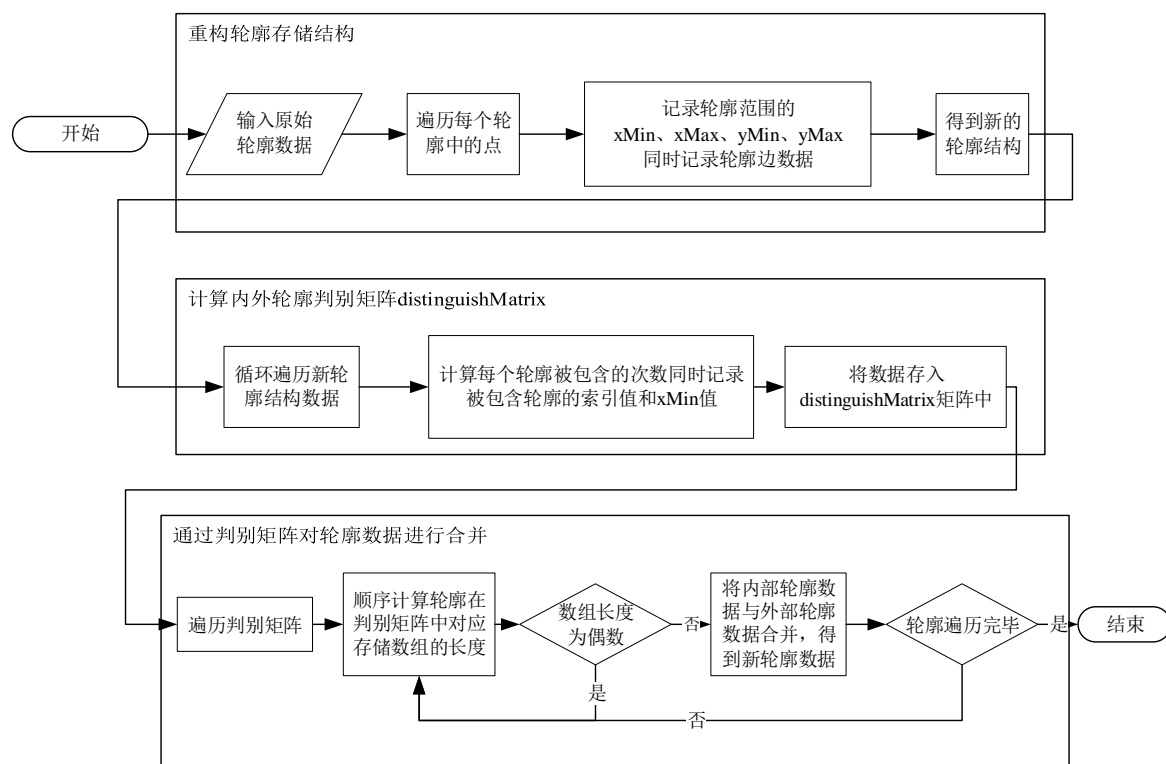 重构轮廓存储结构
开始
输入原始
轮廓数据
遍历每个轮
廓中的点
记录轮廓范围的
xMin、xMax、yMin、yMax
同时记录轮廓边数据
得到新的
轮廓结构
计算内外轮廓判别矩阵distinguishMatrix
循环遍历新轮
廓结构数据
计算每个轮廓被包含的次数同时记录
被包含轮廓的索引值和xMin值
将数据存入
distinguishMatrix矩阵中
通过判别矩阵对轮廓数据进行合并
遍历判别矩阵
顺序计算轮廓在
判别矩阵中对应
存储数组的长度
数组长度
为偶数
否
是
将内部轮廓数
据与外部轮廓
数据合并，得
到新轮廓数据
轮廓遍历完毕
是
否
结束